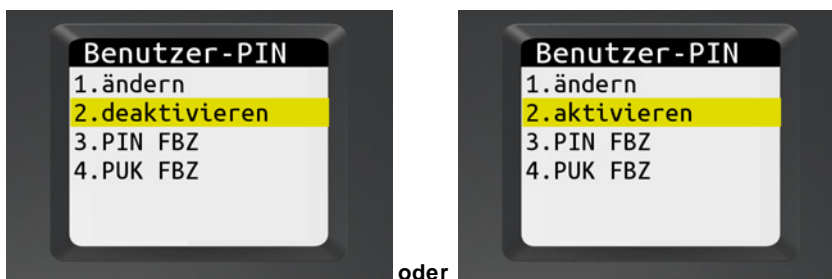 Benutzer-PIN
1.ändern
2.deaktivieren
3.PIN FBZ
4.PUK FBZ
oder
Benutzer-PIN
1.ändern
2.aktivieren
3.PIN FBZ
4.PUK FBZ